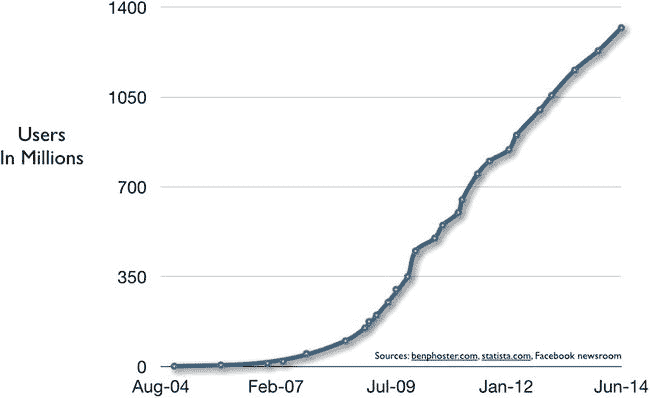 1400
1050
Users
In Millions
700
350
0
Sources: benphoster.com, statista.com, Facebook newsroom
Aug-04 Feb-07 Jul-09 Jan-12 Jun-14